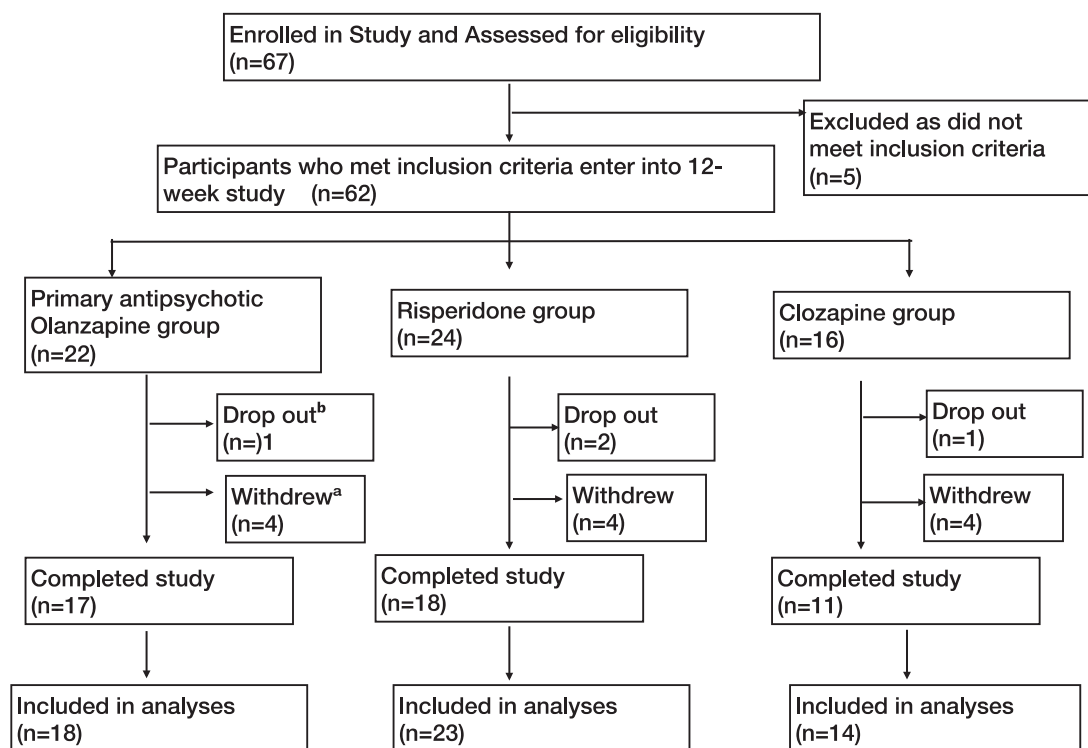 Enrolled in Study and Assessed for eligibility
(n=67)
Excluded as did not
meet inclusion criteria
(n=5)
Participants who met inclusion criteria enter into 12-
week study (n=62)
Primary antipsychotic
Olanzapine group
(n=22)
Risperidone group
(n=24)
Clozapine group
(n=16)
Drop outᵇ
(n=)1
Drop out
(n=2)
Drop out
(n=1)
Withdrewᵃ
(n=4)
Withdrew
(n=4)
Withdrew
(n=4)
Completed study
(n=17)
Completed study
(n=18)
Completed study
(n=11)
Included in analyses
(n=18)
Included in analyses
(n=23)
Included in analyses
(n=14)